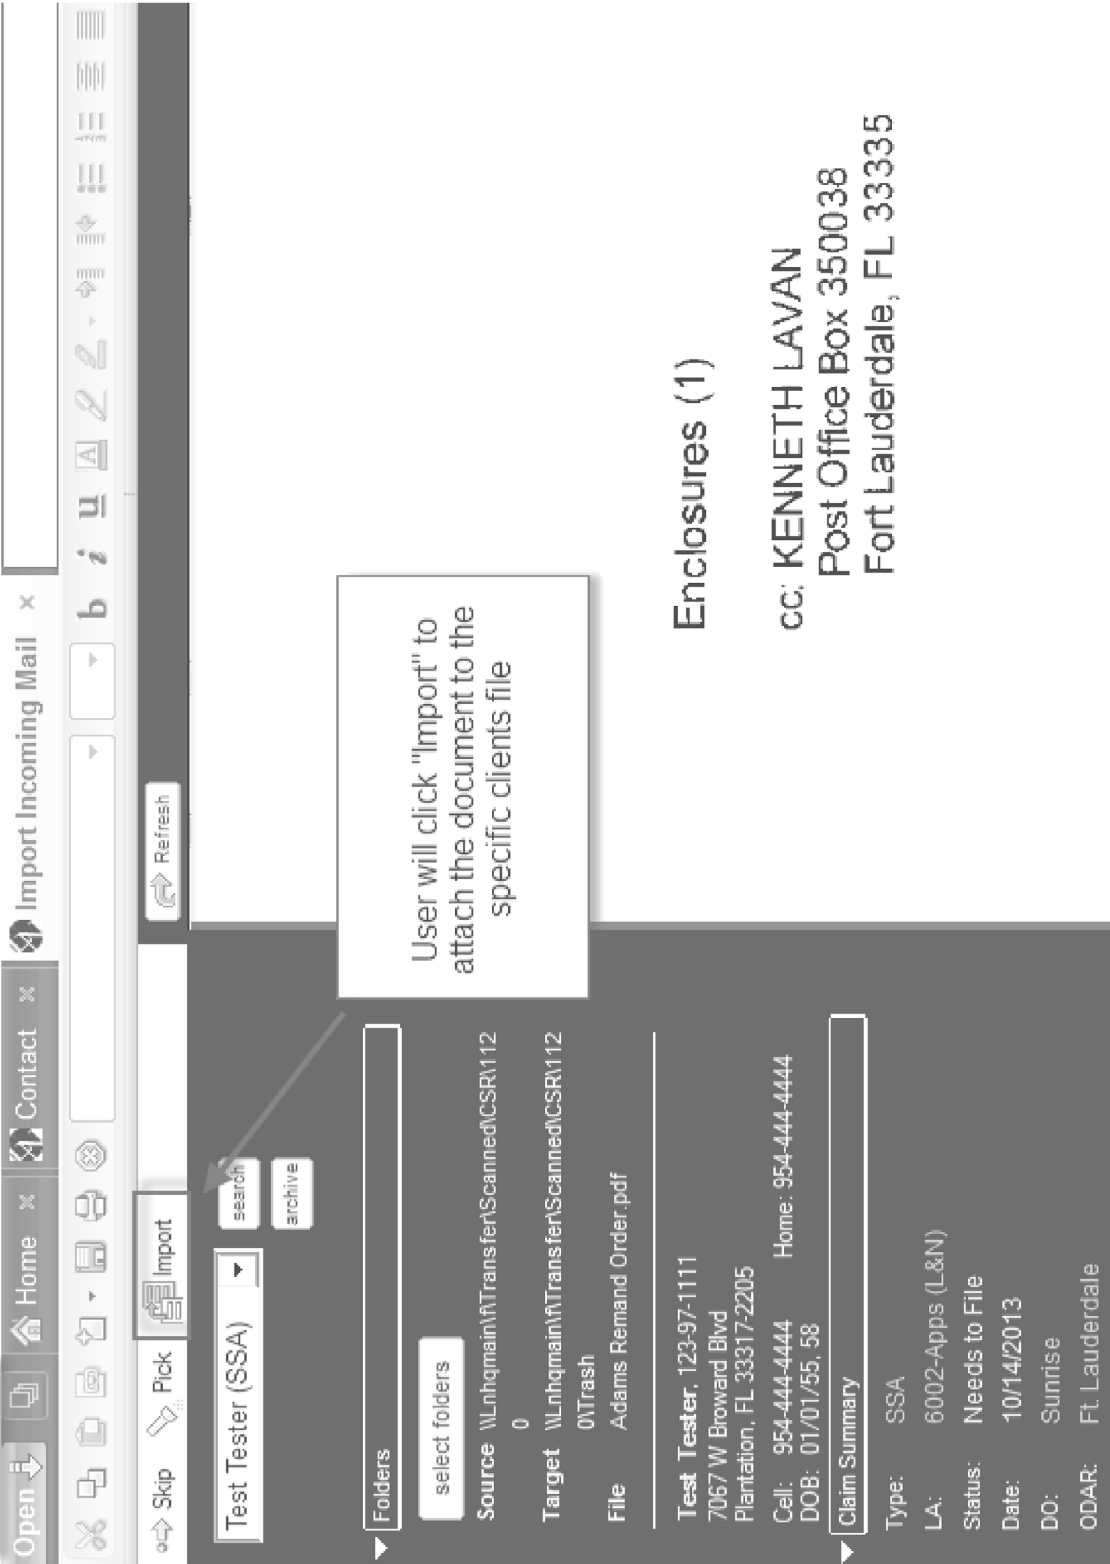 Open
Home
Contact
Import Incoming Mail
b i u A
Skip
Pick
Import
Refresh
Test Tester (SSA)
search
archive
Folders
select folders
Source \\Lnhqmain\f\Transfer\Scanned\CSR\112
0
Target \\Lnhqmain\f\Transfer\Scanned\CSR\112
0\Trash
File Adams Remand Order.pdf
Test Tester, 123-97-1111
7067 W Broward Blvd
Plantation, FL 33317-2205
Cell: 954-444-4444 Home: 954-444-4444
DOB: 01/01/55, 58
Claim Summary
Type: SSA
LA: 6002-Apps (L&N)
Status: Needs to File
Date: 10/14/2013
DO: Sunrise
ODAR: Ft. Lauderdale
User will click "Import" to
attach the document to the
specific clients file
Enclosures (1)
cc: KENNETH LAVAN
Post Office Box 350038
Fort Lauderdale, FL 33335